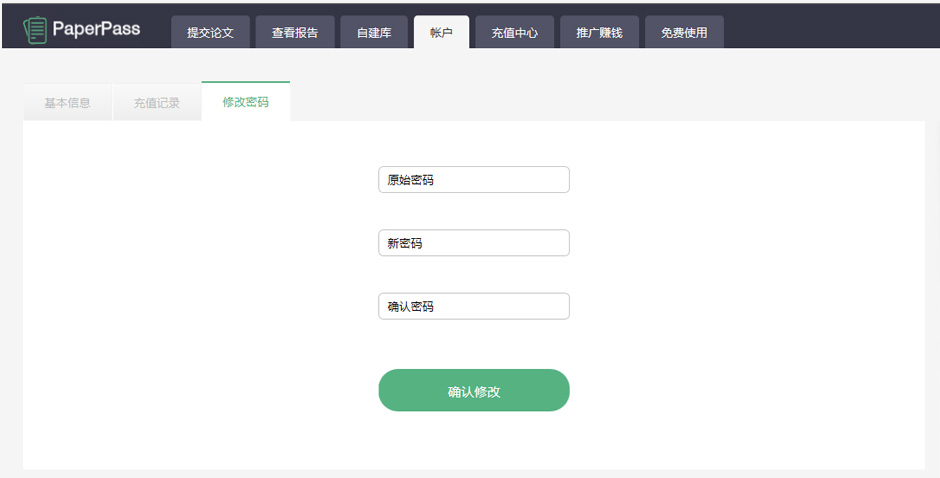 PaperPass 提交论文 查看报告 自建库 帐户 充值中心 推广赚钱 免费使用
基本信息 充值记录 修改密码
原始密码
新密码
确认密码
确认修改